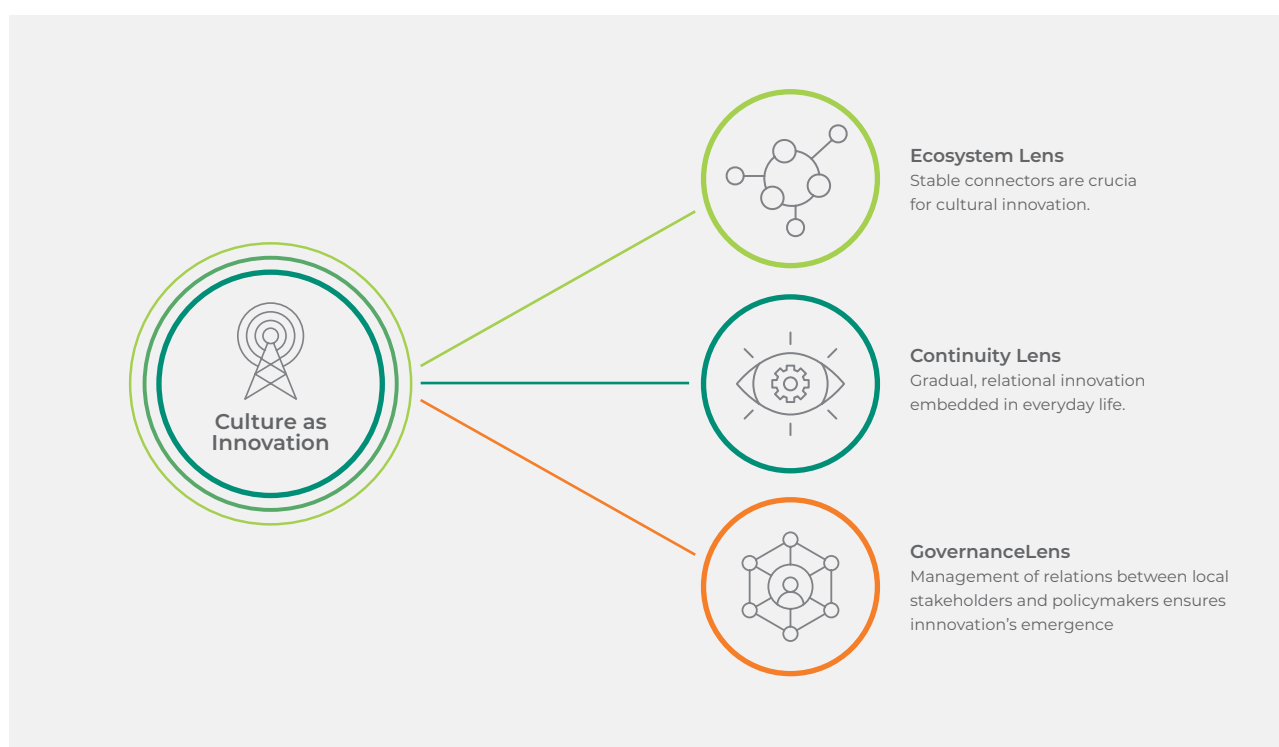 Culture as
Innovation
Ecosystem Lens
Stable connectors are crucia
for cultural innovation.
Continuity Lens
Gradual, relational innovation
embedded in everyday life.
GovernanceLens
Management of relations between local
stakeholders and policymakers ensures
innnovation’s emergence